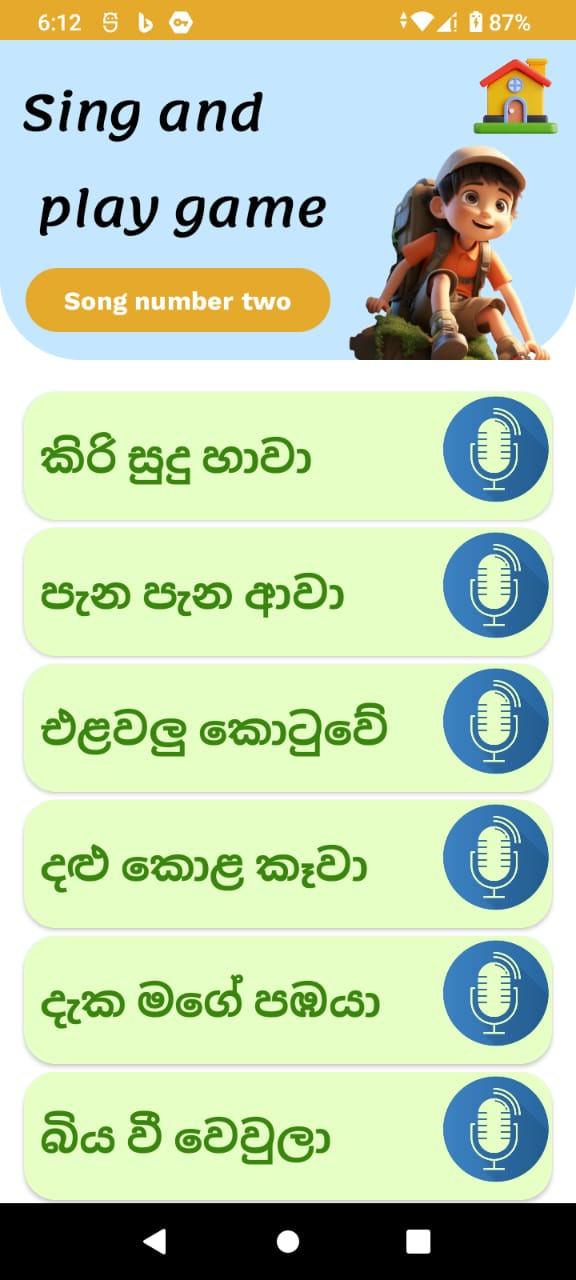 6:12
87%
Sing and
play game
Song number two
කිරි සුදු හාවා
පැන පැන ආවා
එළවලු කොටුවේ
දළු කොළ කෑවා
දැක මගේ පඹයා
බිය වී වෙවුලා